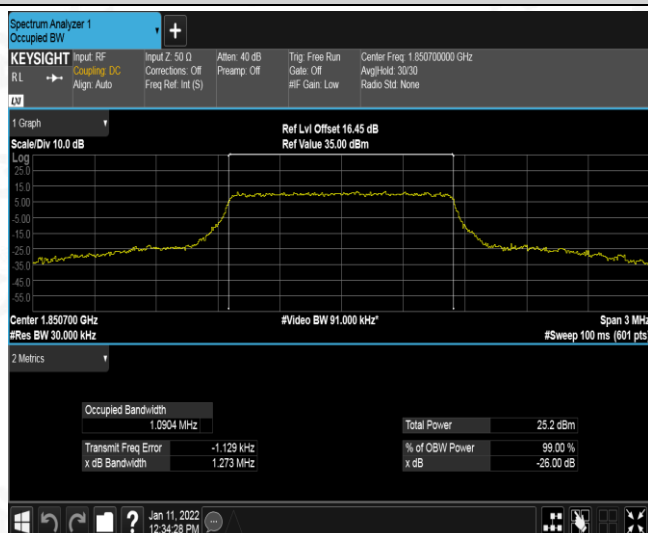 Spectrum Analyzer 1
Occupied BW
KEYSIGHT
R L
LXI
Input: RF
Coupling: DC
Align: Auto
Input Z: 50 Ω
Corrections: Off
Freq Ref: Int (S)
Atten: 40 dB
Preamp: Off
Trig: Free Run
Gate: Off
#IF Gain: Low
Center Freq: 1.850700000 GHz
Avg|Hold: 30/30
Radio Std: None
1 Graph
Scale/Div 10.0 dB
Ref Lvl Offset 16.45 dB
Ref Value 35.00 dBm
Log
25.0
15.0
5.00
-5.00
-15.0
-25.0
-35.0
-45.0
-55.0
Center 1.850700 GHz
#Res BW 30.000 kHz
#Video BW 91.000 kHz*
Span 3 MHz
#Sweep 100 ms (601 pts)
2 Metrics
Occupied Bandwidth
1.0904 MHz
Transmit Freq Error -1.129 kHz
x dB Bandwidth 1.273 MHz
Total Power 25.2 dBm
% of OBW Power 99.00 %
x dB -26.00 dB
Jan 11, 2022
12:34:28 PM